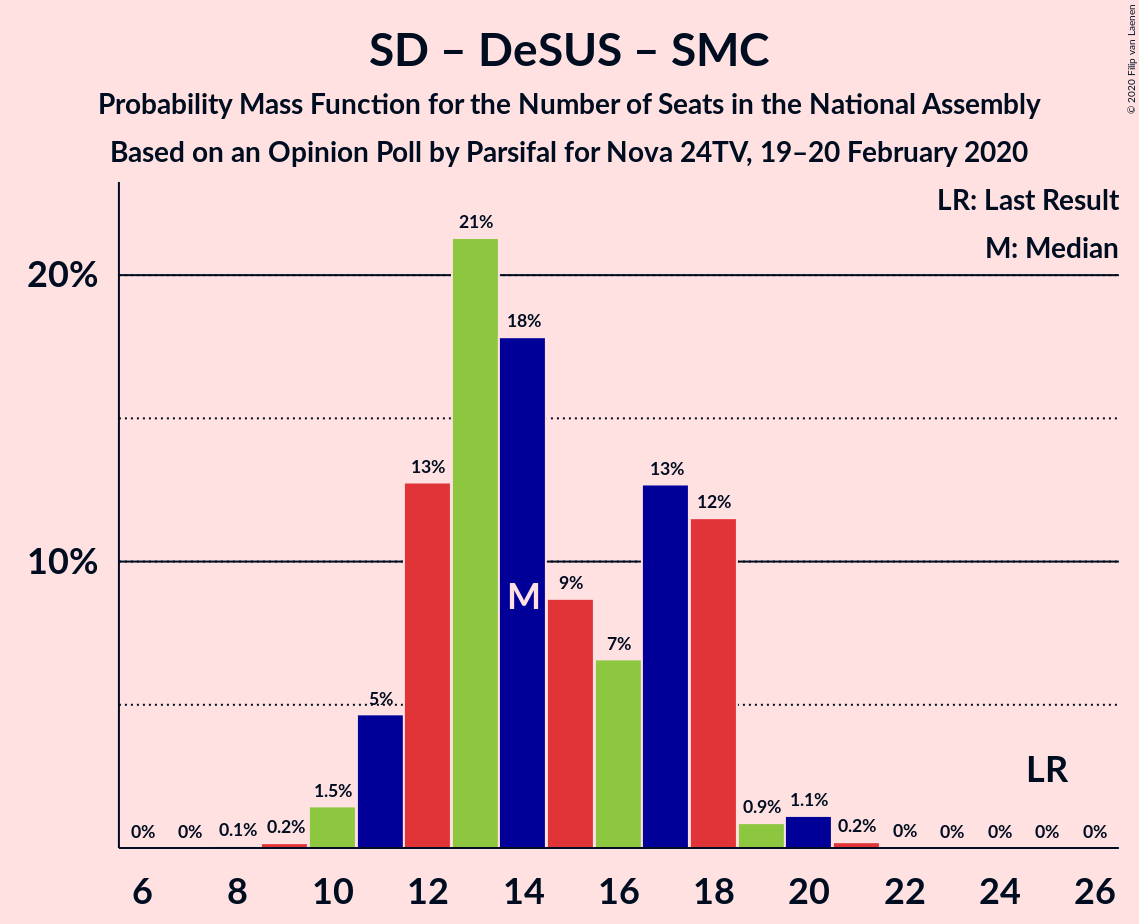 SD – DeSUS – SMC
Probability Mass Function for the Number of Seats in the National Assembly
Based on an Opinion Poll by Parsifal for Nova 24TV, 19–20 February 2020
© 2020 Filip van Laenen
LR: Last Result
M: Median
20%
10%
0%
0%
0.1%
0.2%
1.5%
5%
13%
21%
18%
9%
7%
13%
12%
0.9%
1.1%
0.2%
0%
0%
0%
0%
0%
M
LR
6 8 10 12 14 16 18 20 22 24 26